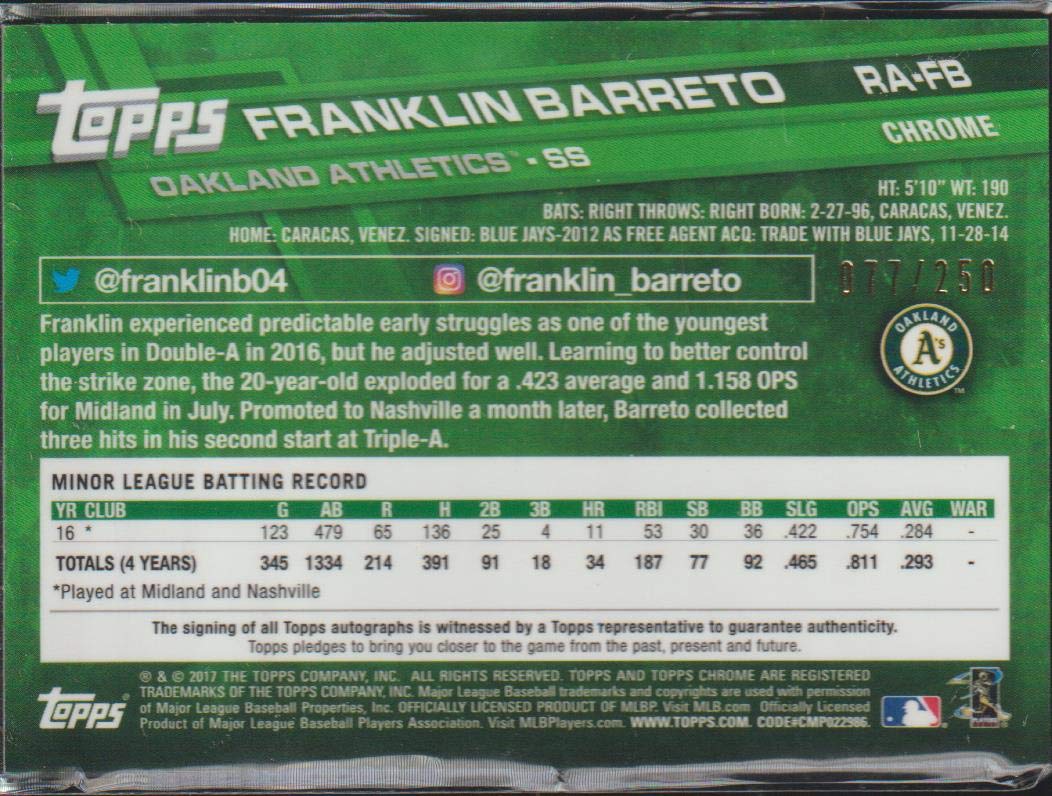 topps FRANKLIN BARRETO RA-FB
CHROME
OAKLAND ATHLETICS™ • SS
HT: 5'10" WT: 190
BATS: RIGHT THROWS: RIGHT BORN: 2-27-96, CARACAS, VENEZ.
HOME: CARACAS, VENEZ. SIGNED: BLUE JAYS-2012 AS FREE AGENT ACQ: TRADE WITH BLUE JAYS, 11-28-14
@franklinb04 @franklin_barreto 077/250
OAKLAND A's ATHLETICS ™
Franklin experienced predictable early struggles as one of the youngest
players in Double-A in 2016, but he adjusted well. Learning to better control
the strike zone, the 20-year-old exploded for a .423 average and 1.158 OPS
for Midland in July. Promoted to Nashville a month later, Barreto collected
three hits in his second start at Triple-A.
MINOR LEAGUE BATTING RECORD
YR CLUB G AB R H 2B 3B HR RBI SB BB SLG OPS AVG WAR
16 * 123 479 65 136 25 4 11 53 30 36 .422 .754 .284 -
TOTALS (4 YEARS) 345 1334 214 391 91 18 34 187 77 92 .465 .811 .293 -
*Played at Midland and Nashville
The signing of all Topps autographs is witnessed by a Topps representative to guarantee authenticity.
Topps pledges to bring you closer to the game from the past, present and future.
® & © 2017 THE TOPPS COMPANY, INC. ALL RIGHTS RESERVED. TOPPS AND TOPPS CHROME ARE REGISTERED
TRADEMARKS OF THE TOPPS COMPANY, INC. Major League Baseball trademarks and copyrights are used with permission
of Major League Baseball Properties, Inc. OFFICIALLY LICENSED PRODUCT OF MLBP. Visit MLB.com Officially Licensed
Product of Major League Baseball Players Association. Visit MLBPlayers.com. WWW.TOPPS.COM. CODE#CMP022986.
topps®